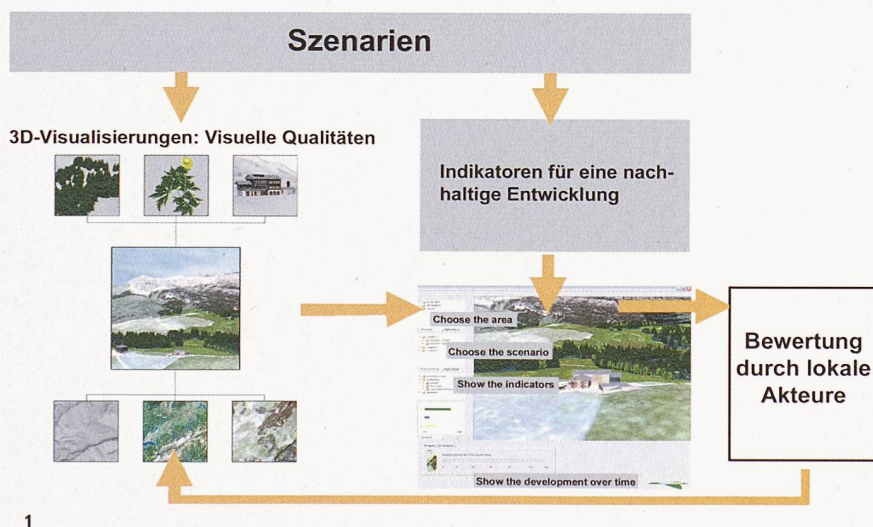 Szenarien
3D-Visualisierungen: Visuelle Qualitäten
Indikatoren für eine nach-
haltige Entwicklung
Choose the area
Choose the scenario
Show the indicators
Show the development over time
Bewertung
durch lokale
Akteure
1